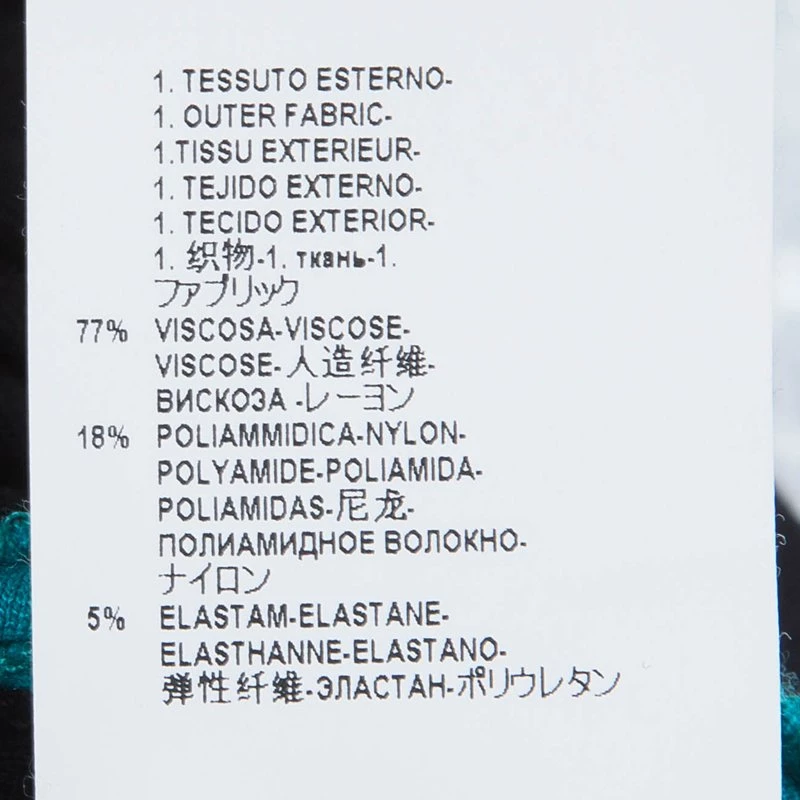 1. TESSUTO ESTERNO-
1. OUTER FABRIC-
1.TISSU EXTERIEUR-
1. TEJIDO EXTERNO-
1. TECIDO EXTERIOR-
1. 织物-1. ткань-1.
ファブリック
77% VISCOSA-VISCOSE-
VISCOSE-人造纤维-
ВИСКОЗА -レーヨン
18% POLIAMMIDICA-NYLON-
POLYAMIDE-POLIAMIDA-
POLIAMIDAS-尼龙-
ПОЛИАМИДНОЕ ВОЛОКНО-
ナイロン
5% ELASTAM-ELASTANE-
ELASTHANNE-ELASTANO-
弹性纤维-ЭЛАСТАН-ポリウレタン